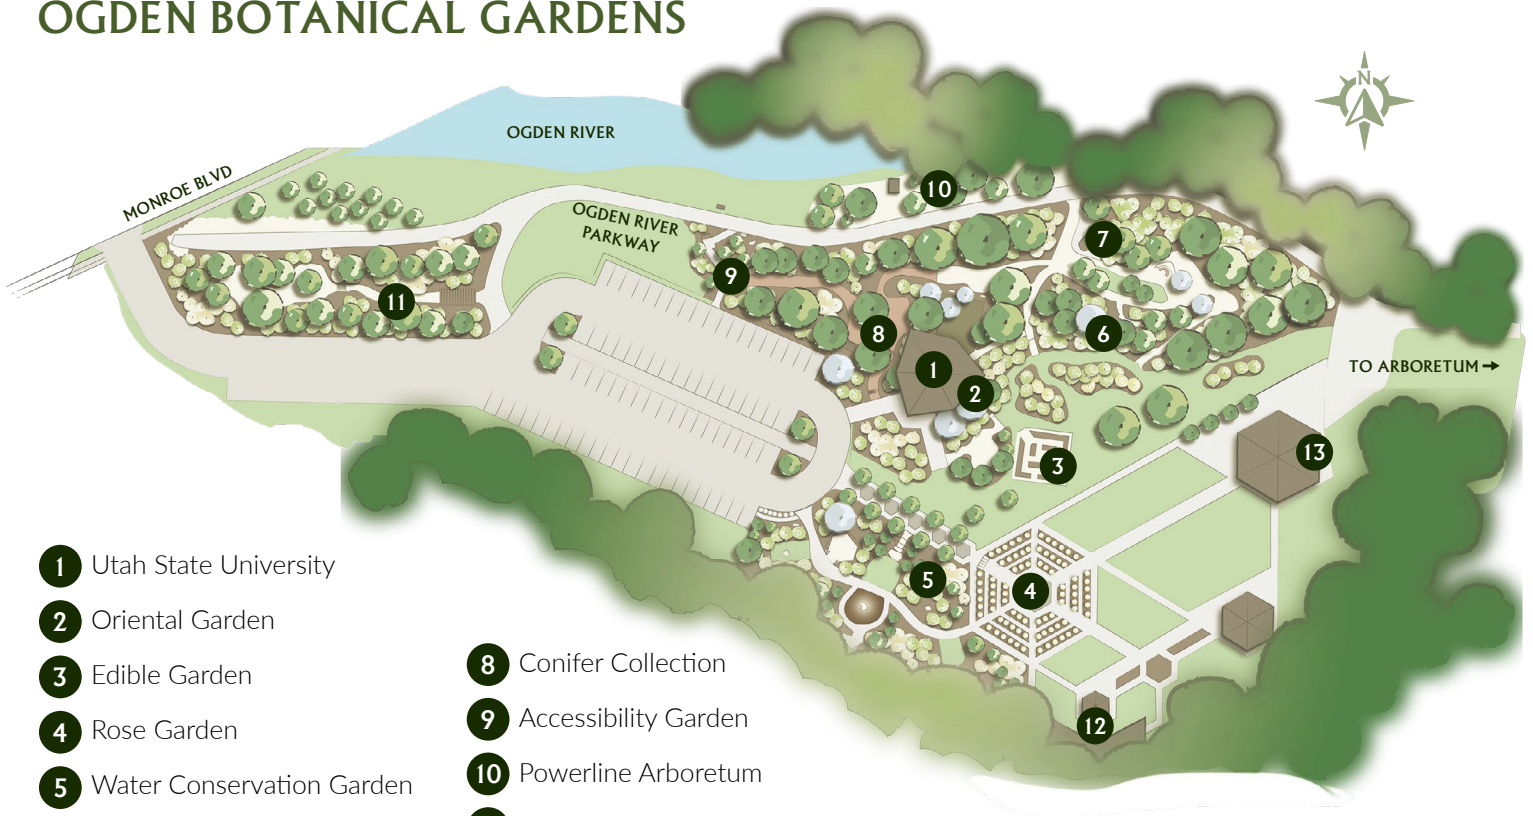 OGDEN BOTANICAL GARDENS
N
OGDEN RIVER
MONROE BLVD
10
OGDEN RIVER
PARKWAY
7
9
11
8
6
1
2
TO ARBORETUM
3
13
5
4
12
1 Utah State University
2 Oriental Garden
3 Edible Garden
4 Rose Garden
5 Water Conservation Garden
8 Conifer Collection
9 Accessibility Garden
10 Powerline Arboretum